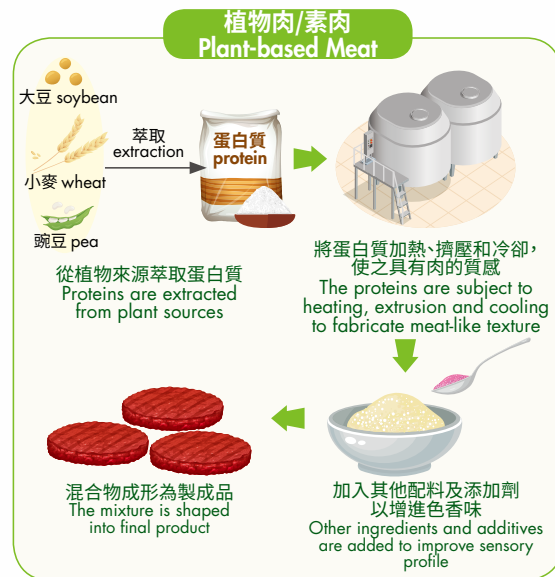 植物肉/素肉
Plant-based Meat
大豆 soybean
小麥 wheat
豌豆 pea
萃取
extraction
蛋白質
protein
從植物來源萃取蛋白質
Proteins are extracted
from plant sources
將蛋白質加熱、擠壓和冷卻，
使之具有肉的質感
The proteins are subject to
heating, extrusion and cooling
to fabricate meat-like texture
加入其他配料及添加劑
以增進色香味
Other ingredients and additives
are added to improve sensory
profile
混合物成形為製成品
The mixture is shaped
into final product